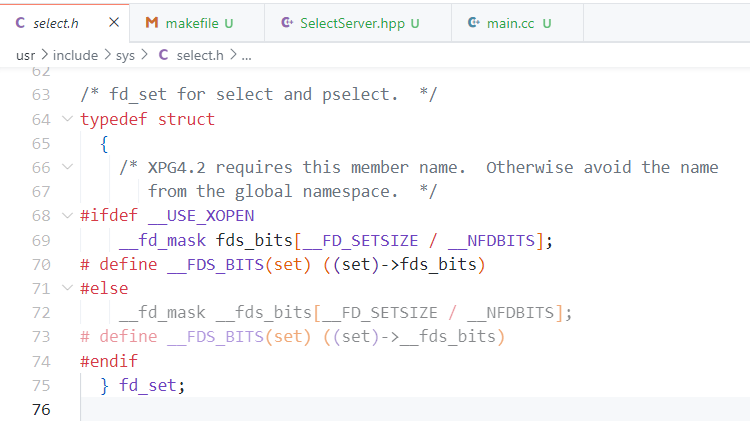 select.h × makefile U SelectServer.hpp U main.cc U
usr > include > sys > C select.h > ...
62
63 /* fd_set for select and pselect.  */
64 typedef struct
65   {
66     /* XPG4.2 requires this member name.  Otherwise avoid the name
67        from the global namespace.  */
68 #ifdef __USE_XOPEN
69     __fd_mask fds_bits[__FD_SETSIZE / __NFDBITS];
70 # define __FDS_BITS(set) ((set)->fds_bits)
71 #else
72     __fd_mask __fds_bits[__FD_SETSIZE / __NFDBITS];
73 # define __FDS_BITS(set) ((set)->__fds_bits)
74 #endif
75   } fd_set;
76